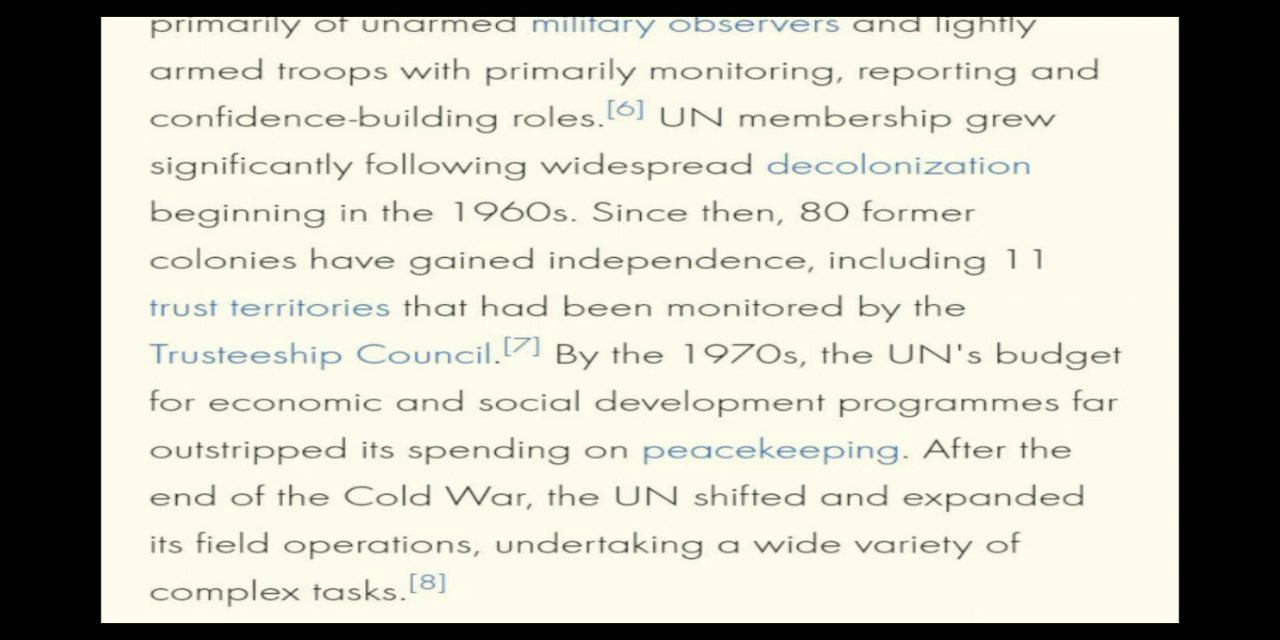 primarily of unarmed military observers and lightly
armed troops with primarily monitoring, reporting and
confidence-building roles.[6] UN membership grew
significantly following widespread decolonization
beginning in the 1960s. Since then, 80 former
colonies have gained independence, including 11
trust territories that had been monitored by the
Trusteeship Council.[7] By the 1970s, the UN's budget
for economic and social development programmes far
outstripped its spending on peacekeeping. After the
end of the Cold War, the UN shifted and expanded
its field operations, undertaking a wide variety of
complex tasks.[8]